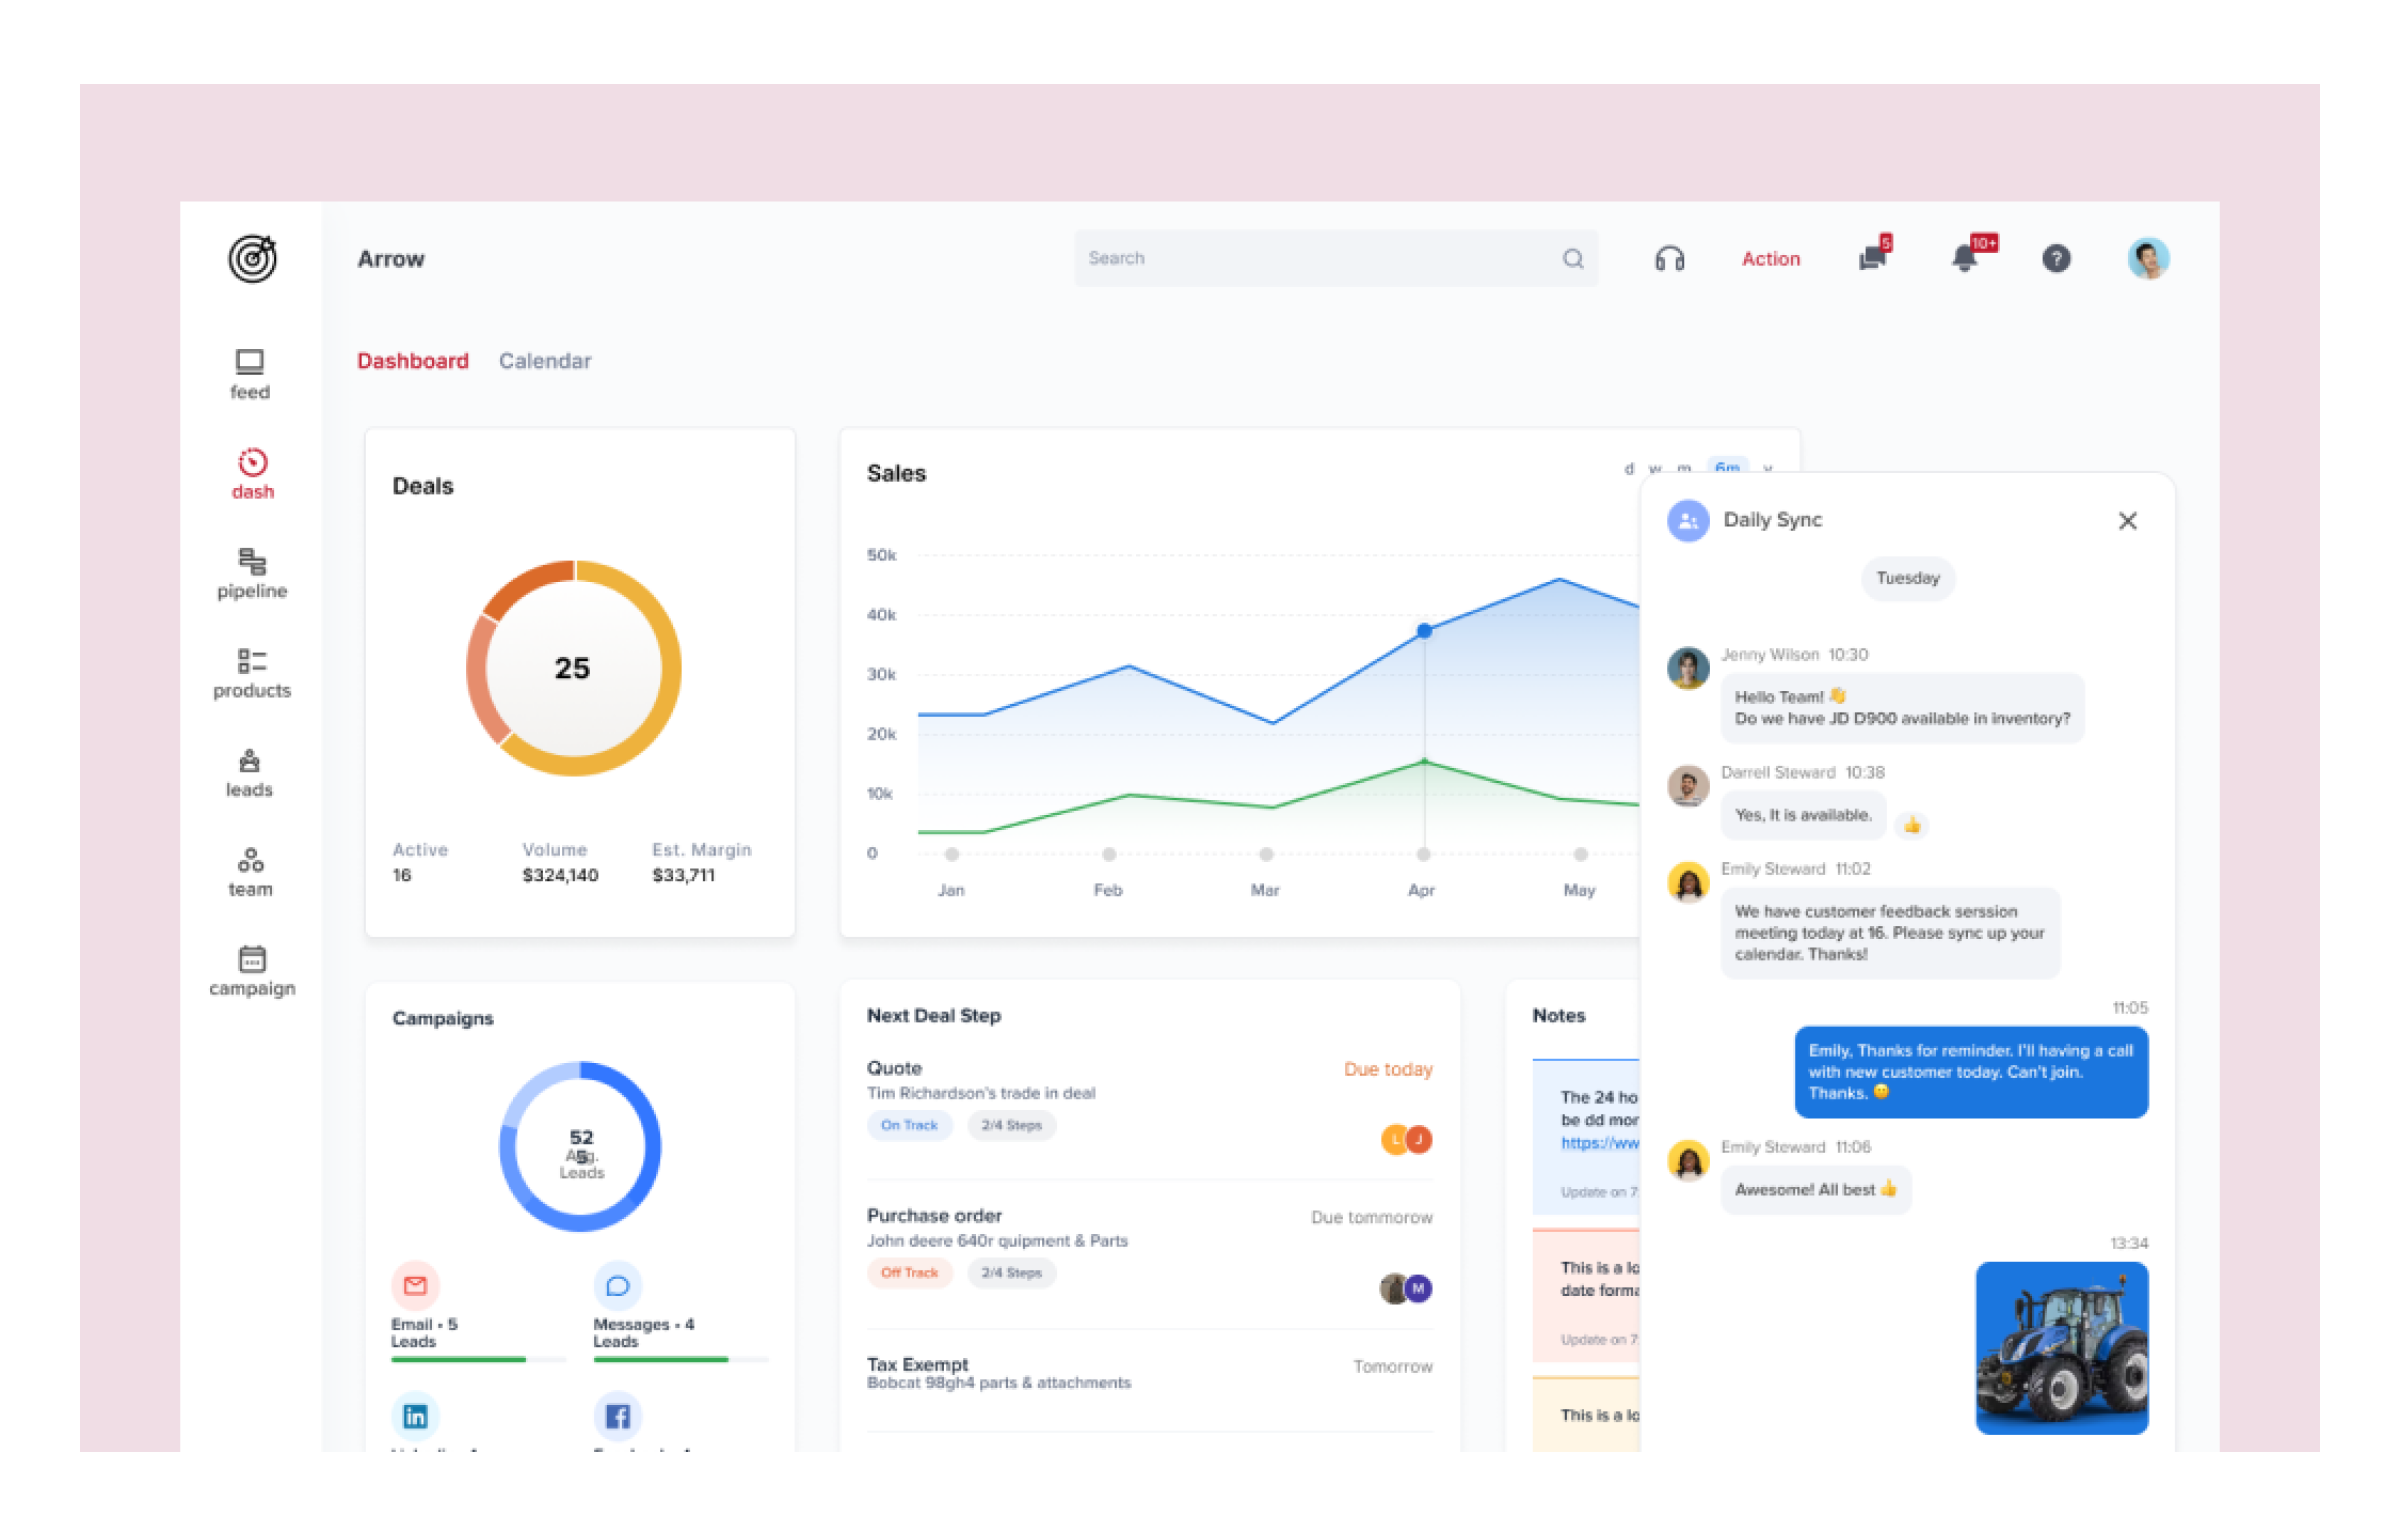 Arrow
Search
Action
5
10+
?
feed
dash
pipeline
products
leads
team
campaign
Dashboard
Calendar
Deals
25
Active
16
Volume
$324,140
Est. Margin
$33,711
Sales
d w m 6m y
50k
40k
30k
20k
10k
0
Jan Feb Mar Apr May
Campaigns
52
5
Avg.
Leads
Email • 5
Leads
Messages • 4
Leads
in
f
Next Deal Step
Quote
Due today
Tim Richardson's trade in deal
On Track
2/4 Steps
L J
Purchase order
Due tommorow
John deere 640r quipment & Parts
Off Track
2/4 Steps
M
Tax Exempt
Tomorrow
Bobcat 98gh4 parts & attachments
Notes
The 24 ho
be dd mor
https://ww
Update on 7
This is a lo
date forma
Update on 7
This is a lo
Daily Sync
Tuesday
Jenny Wilson 10:30
Hello Team! 👋
Do we have JD D900 available in inventory?
Darrell Steward 10:38
Yes, It is available.
👍
Emily Steward 11:02
We have customer feedback serssion
meeting today at 16. Please sync up your
calendar. Thanks!
11:05
Emily, Thanks for reminder. I'll having a call
with new customer today. Can't join.
Thanks. 😊
Emily Steward 11:06
Awesome! All best 👍
13:34